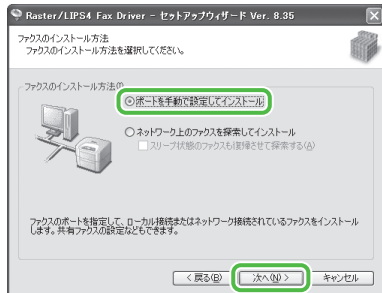 Raster/LIPS4 Fax Driver - セットアップウィザード Ver. 8.35
ファクスのインストール方法
ファクスのインストール方法を選択してください。
ファクスのインストール方法の
ポートを手動で設定してインストール
ネットワーク上のファクスを探索してインストール
スリープ状態のファクスも復帰させて探索する(A)
ファクスのポートを指定して、ローカル接続またはネットワーク接続されているファクスをインストール
します。共有ファクスの設定などもできます。
< 戻る(B) 次へ(N) > キャンセル